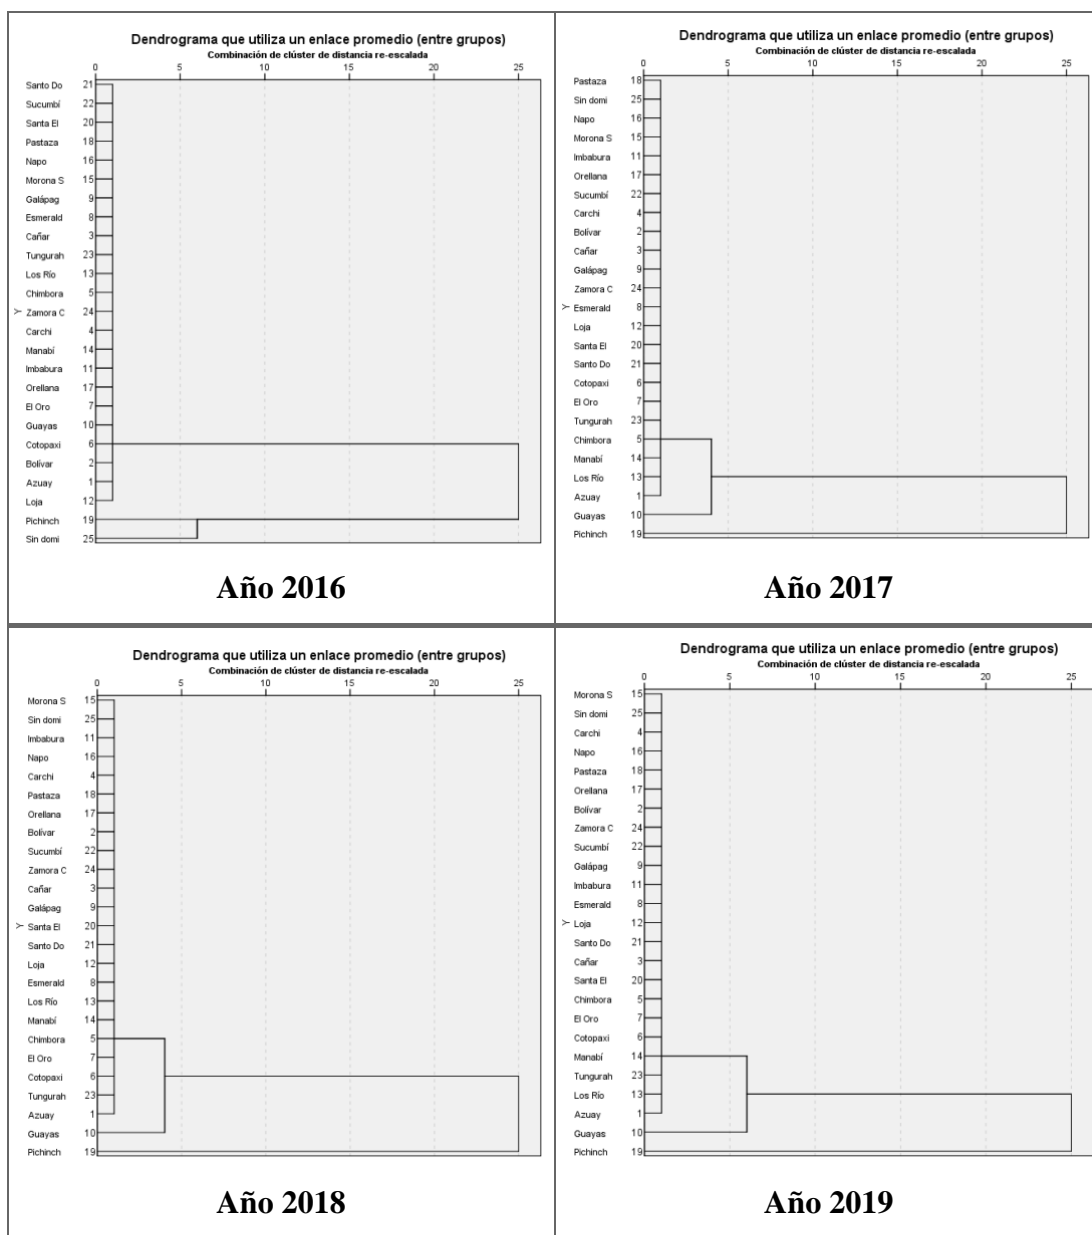 Dendrograma que utiliza un enlace promedio (entre grupos)
Combinación de clúster de distancia re-escalada
0 5 10 15 20 25
Santo Do 21
Sucumbí 22
Santa El 20
Pastaza 18
Napo 16
Morona S 15
Galápag 9
Esmerald 8
Cañar 3
Tungurah 23
Los Río 13
Chimbora 5
Y Zamora C 24
Carchi 4
Manabí 14
Imbabura 11
Orellana 17
El Oro 7
Guayas 10
Cotopaxi 6
Bolívar 2
Azuay 1
Loja 12
Pichinch 19
Sin domi 25
Año 2016
Dendrograma que utiliza un enlace promedio (entre grupos)
Combinación de clúster de distancia re-escalada
0 5 10 15 20 25
Pastaza 18
Sin domi 25
Napo 16
Morona S 15
Imbabura 11
Orellana 17
Sucumbí 22
Carchi 4
Bolívar 2
Cañar 3
Galápag 9
Zamora C 24
Y Esmerald 8
Loja 12
Santa El 20
Santo Do 21
Cotopaxi 6
El Oro 7
Tungurah 23
Chimbora 5
Manabí 14
Los Río 13
Azuay 1
Guayas 10
Pichinch 19
Año 2017
Dendrograma que utiliza un enlace promedio (entre grupos)
Combinación de clúster de distancia re-escalada
0 5 10 15 20 25
Morona S 15
Sin domi 25
Imbabura 11
Napo 16
Carchi 4
Pastaza 18
Orellana 17
Bolívar 2
Sucumbí 22
Zamora C 24
Cañar 3
Galápag 9
Y Santa El 20
Santo Do 21
Loja 12
Esmerald 8
Los Río 13
Manabí 14
Chimbora 5
El Oro 7
Cotopaxi 6
Tungurah 23
Azuay 1
Guayas 10
Pichinch 19
Año 2018
Dendrograma que utiliza un enlace promedio (entre grupos)
Combinación de clúster de distancia re-escalada
0 5 10 15 20 25
Morona S 15
Sin domi 25
Carchi 4
Napo 16
Pastaza 18
Orellana 17
Bolívar 2
Zamora C 24
Sucumbí 22
Galápag 9
Imbabura 11
Esmerald 8
Y Loja 12
Santo Do 21
Cañar 3
Santa El 20
Chimbora 5
El Oro 7
Cotopaxi 6
Manabí 14
Tungurah 23
Los Río 13
Azuay 1
Guayas 10
Pichinch 19
Año 2019